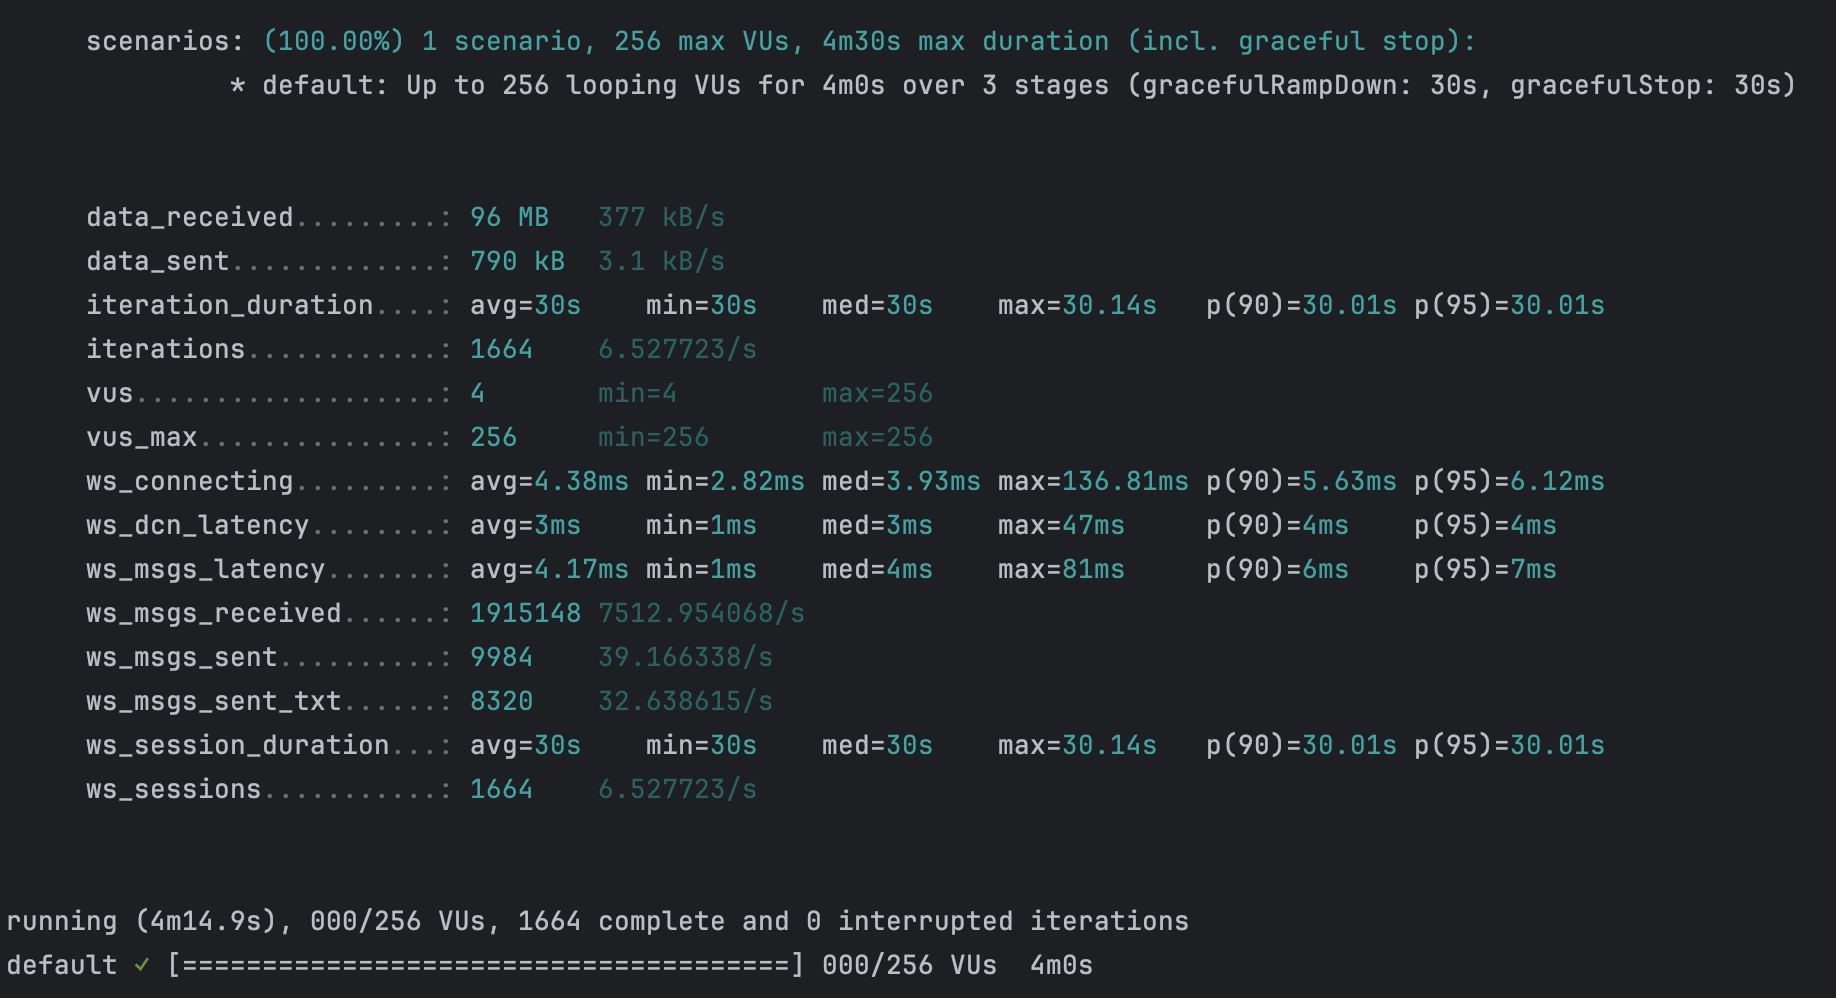 scenarios: (100.00%) 1 scenario, 256 max VUs, 4m30s max duration (incl. graceful stop):
* default: Up to 256 looping VUs for 4m0s over 3 stages (gracefulRampDown: 30s, gracefulStop: 30s)
data_received.........: 96 MB 377 kB/s
data_sent.............: 790 kB 3.1 kB/s
iteration_duration....: avg=30s min=30s med=30s max=30.14s p(90)=30.01s p(95)=30.01s
iterations............: 1664 6.527723/s
vus...................: 4 min=4 max=256
vus_max...............: 256 min=256 max=256
ws_connecting.........: avg=4.38ms min=2.82ms med=3.93ms max=136.81ms p(90)=5.63ms p(95)=6.12ms
ws_dcn_latency........: avg=3ms min=1ms med=3ms max=47ms p(90)=4ms p(95)=4ms
ws_msgs_latency.......: avg=4.17ms min=1ms med=4ms max=81ms p(90)=6ms p(95)=7ms
ws_msgs_received......: 1915148 7512.954068/s
ws_msgs_sent..........: 9984 39.166338/s
ws_msgs_sent_txt......: 8320 32.638615/s
ws_session_duration...: avg=30s min=30s med=30s max=30.14s p(90)=30.01s p(95)=30.01s
ws_sessions...........: 1664 6.527723/s
running (4m14.9s), 000/256 VUs, 1664 complete and 0 interrupted iterations
default ✓ [======================================] 000/256 VUs 4m0s